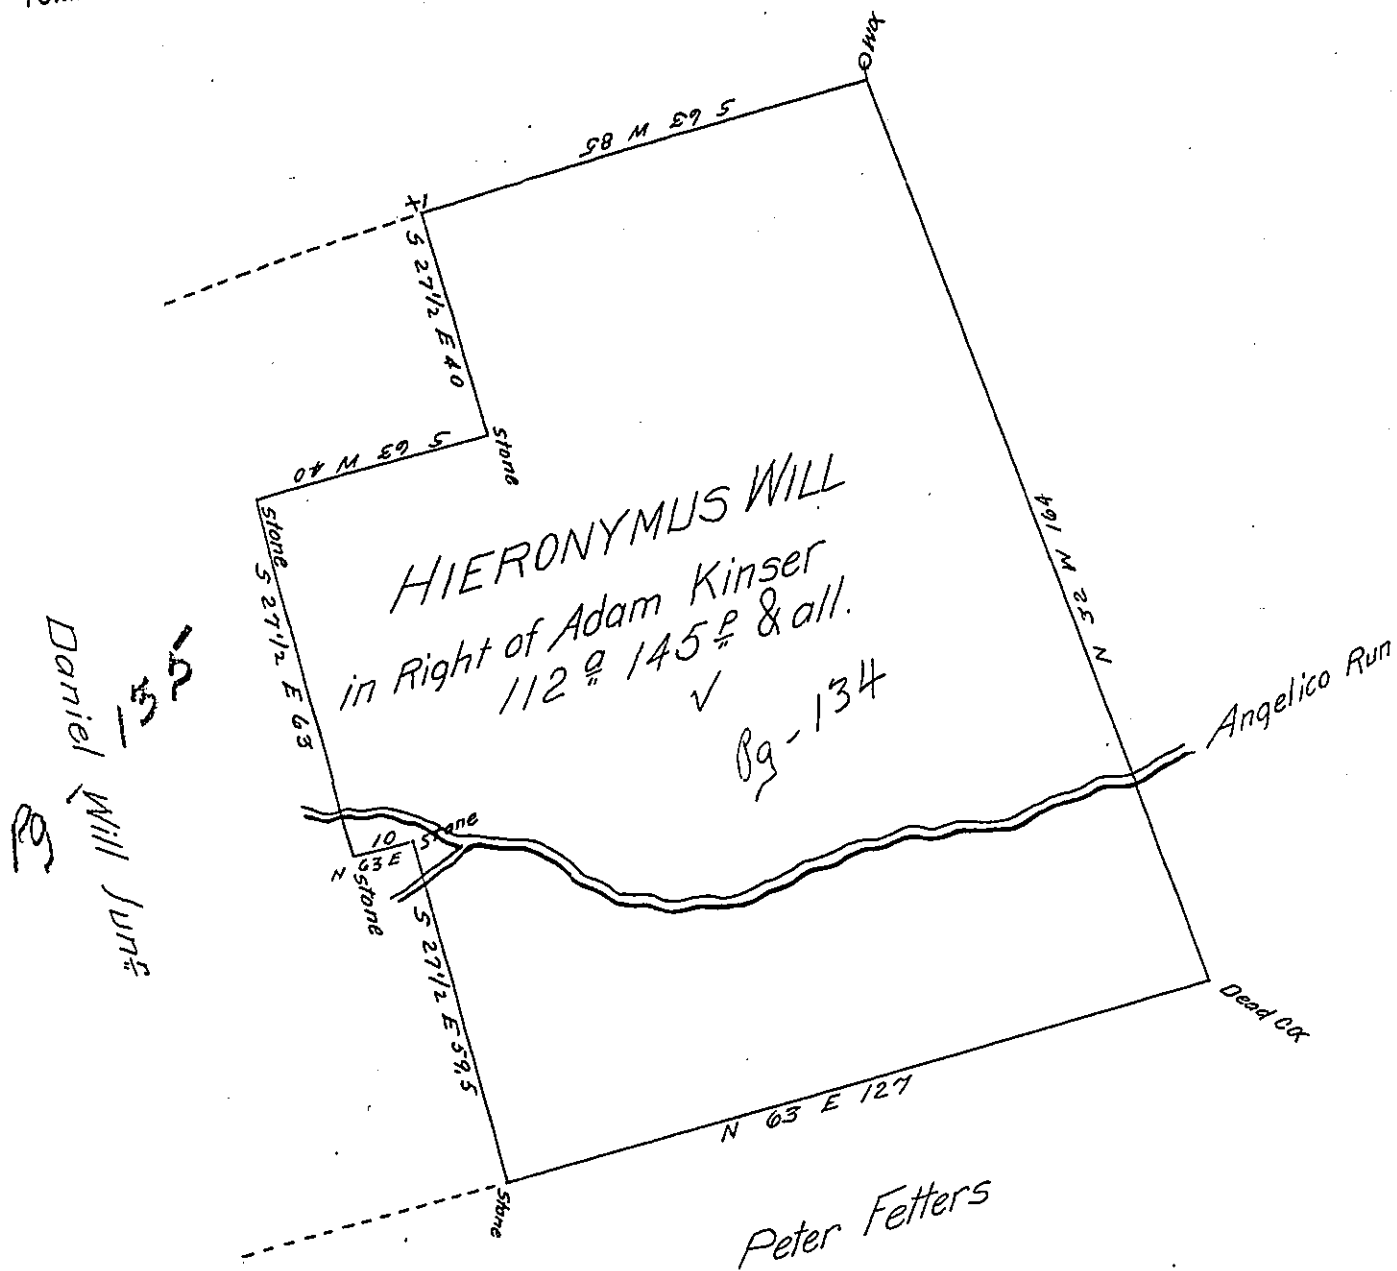 S 63 W 85
S 27 1/2 E 40
stone
S 63 W 40
stone
S 27 1/2 E 63
HIERONYMUS WILL
in Right of Adam Kinser
112 a 145 P & all.
✓
Pg - 134
N 32 W 164
Angelico Run
Daniel Will Junr
Pg 135
10
N 63 E
stone
stone
S 27 1/2 E 59.5
Dead CO
N 63 E 127
Stone
Peter Fetters